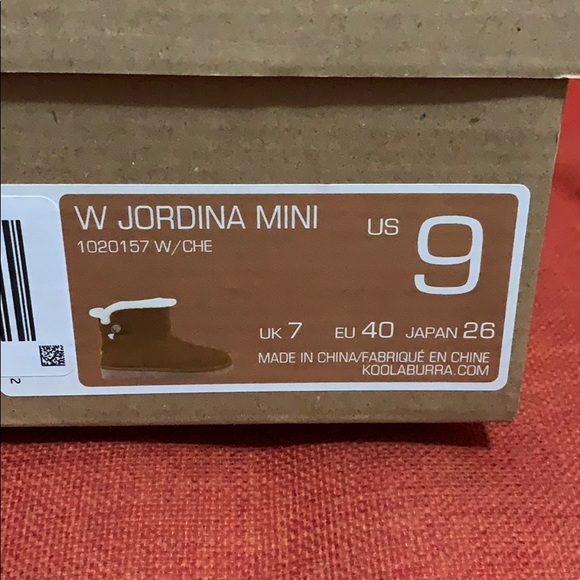 W JORDINA MINI
1020157 W/CHE
US 9
UK 7 EU 40 JAPAN 26
MADE IN CHINA/FABRIQUÉ EN CHINE
KOOLABURRA.COM
2